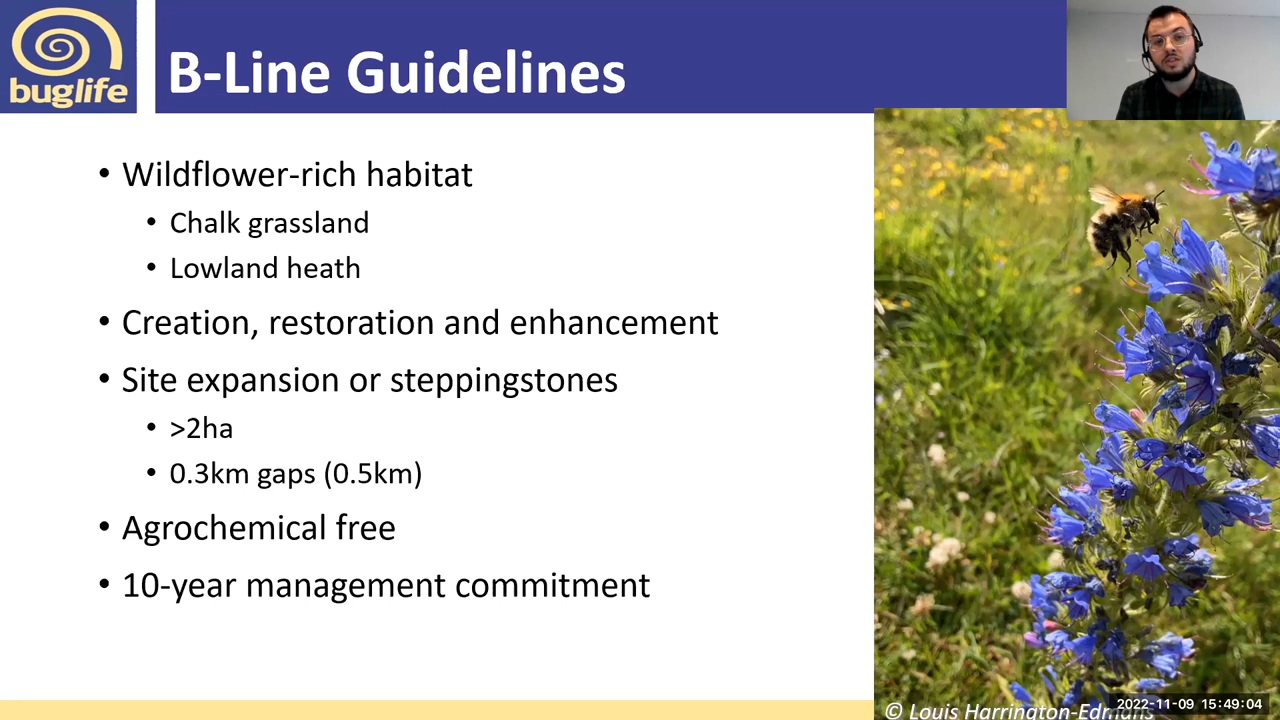 buglife
B-Line Guidelines
• Wildflower-rich habitat
• Chalk grassland
• Lowland heath
• Creation, restoration and enhancement
• Site expansion or steppingstones
• >2ha
• 0.3km gaps (0.5km)
• Agrochemical free
• 10-year management commitment
© Louis Harrington-Edmans
2022-11-09 15:49:04